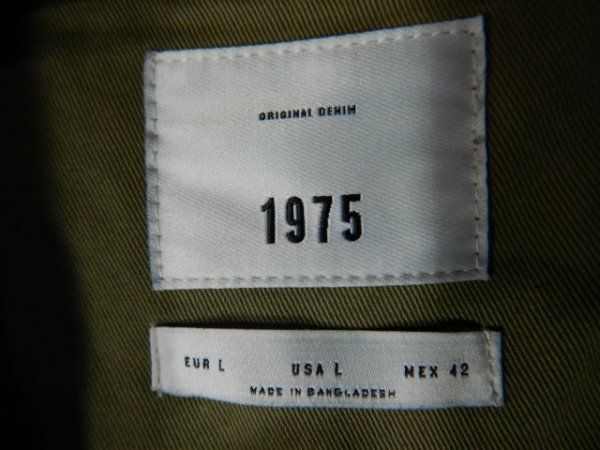 ORIGINAL DENIM
1975
EUR L USA L MEX 42
MADE IN BANGLADESH